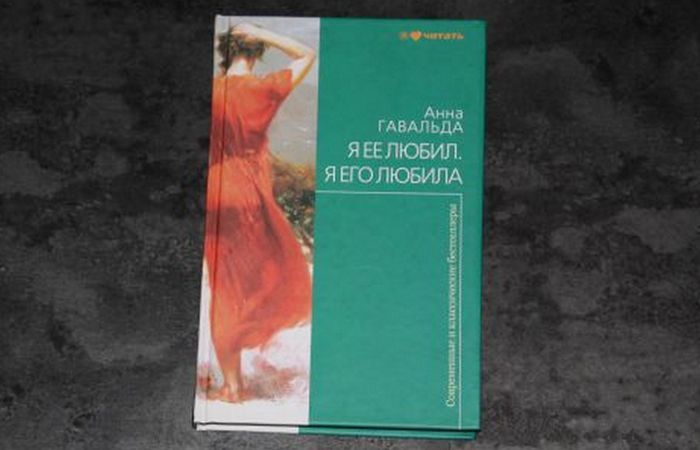 я читать
Анна
ГАВАЛЬДА
Я ЕЕ ЛЮБИЛ.
Я ЕГО ЛЮБИЛА
Современные и классические бестселлеры